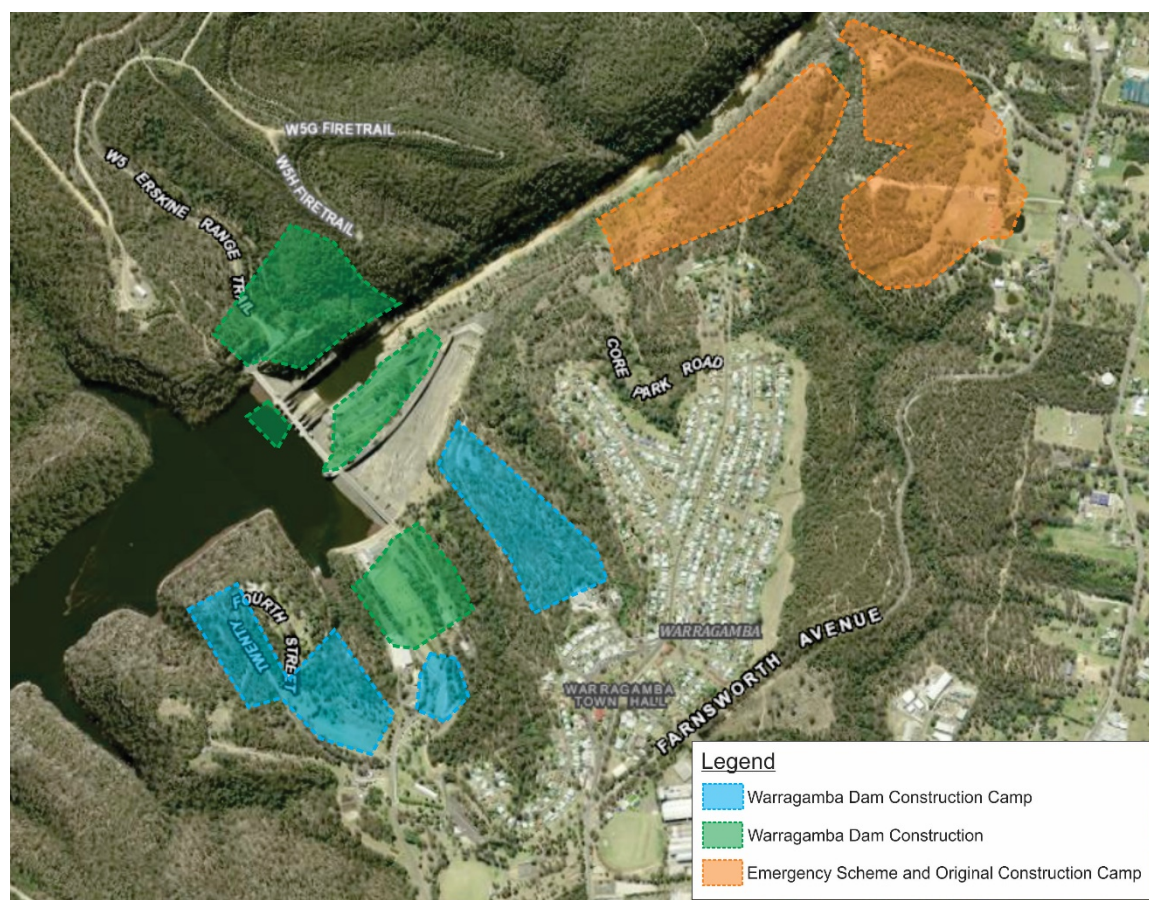 W5G FIRETRAIL
W5H FIRETRAIL
W5 ERSKINE RANGE TRAIL
CORE PARK ROAD
TWENTY FOURTH STREET
WARRAGAMBA
WARRAGAMBA
TOWN HALL
FARNSWORTH AVENUE
Legend
Warragamba Dam Construction Camp
Warragamba Dam Construction
Emergency Scheme and Original Construction Camp